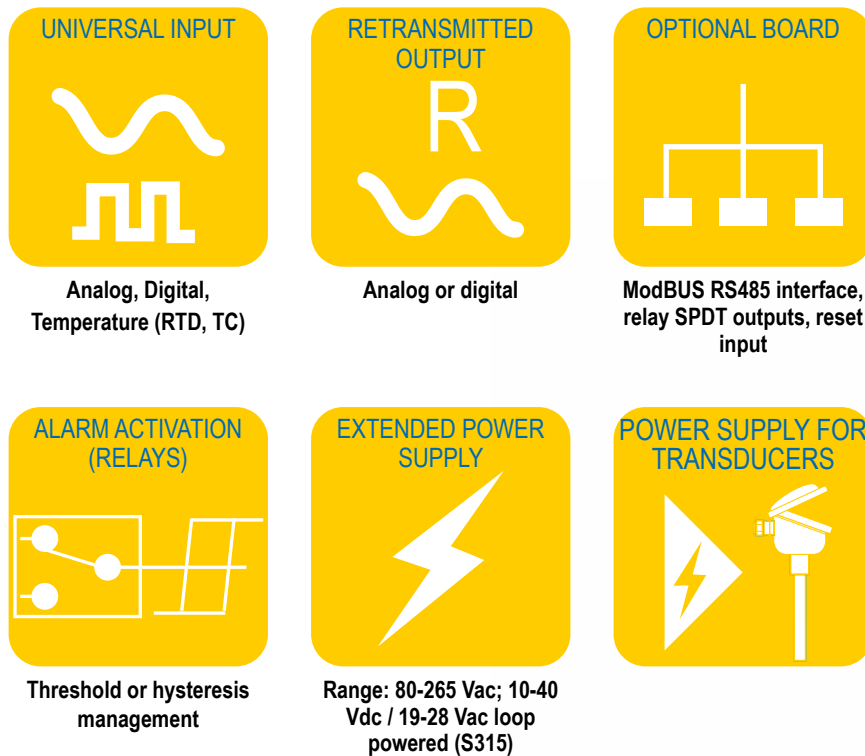 UNIVERSAL INPUT
Analog, Digital,
Temperature (RTD, TC)
RETRANSMITTED
OUTPUT
R
Analog or digital
OPTIONAL BOARD
ModBUS RS485 interface,
relay SPDT outputs, reset
input
ALARM ACTIVATION
(RELAYS)
Threshold or hysteresis
management
EXTENDED POWER
SUPPLY
Range: 80-265 Vac; 10-40
Vdc / 19-28 Vac loop
powered (S315)
POWER SUPPLY FOR
TRANSDUCERS